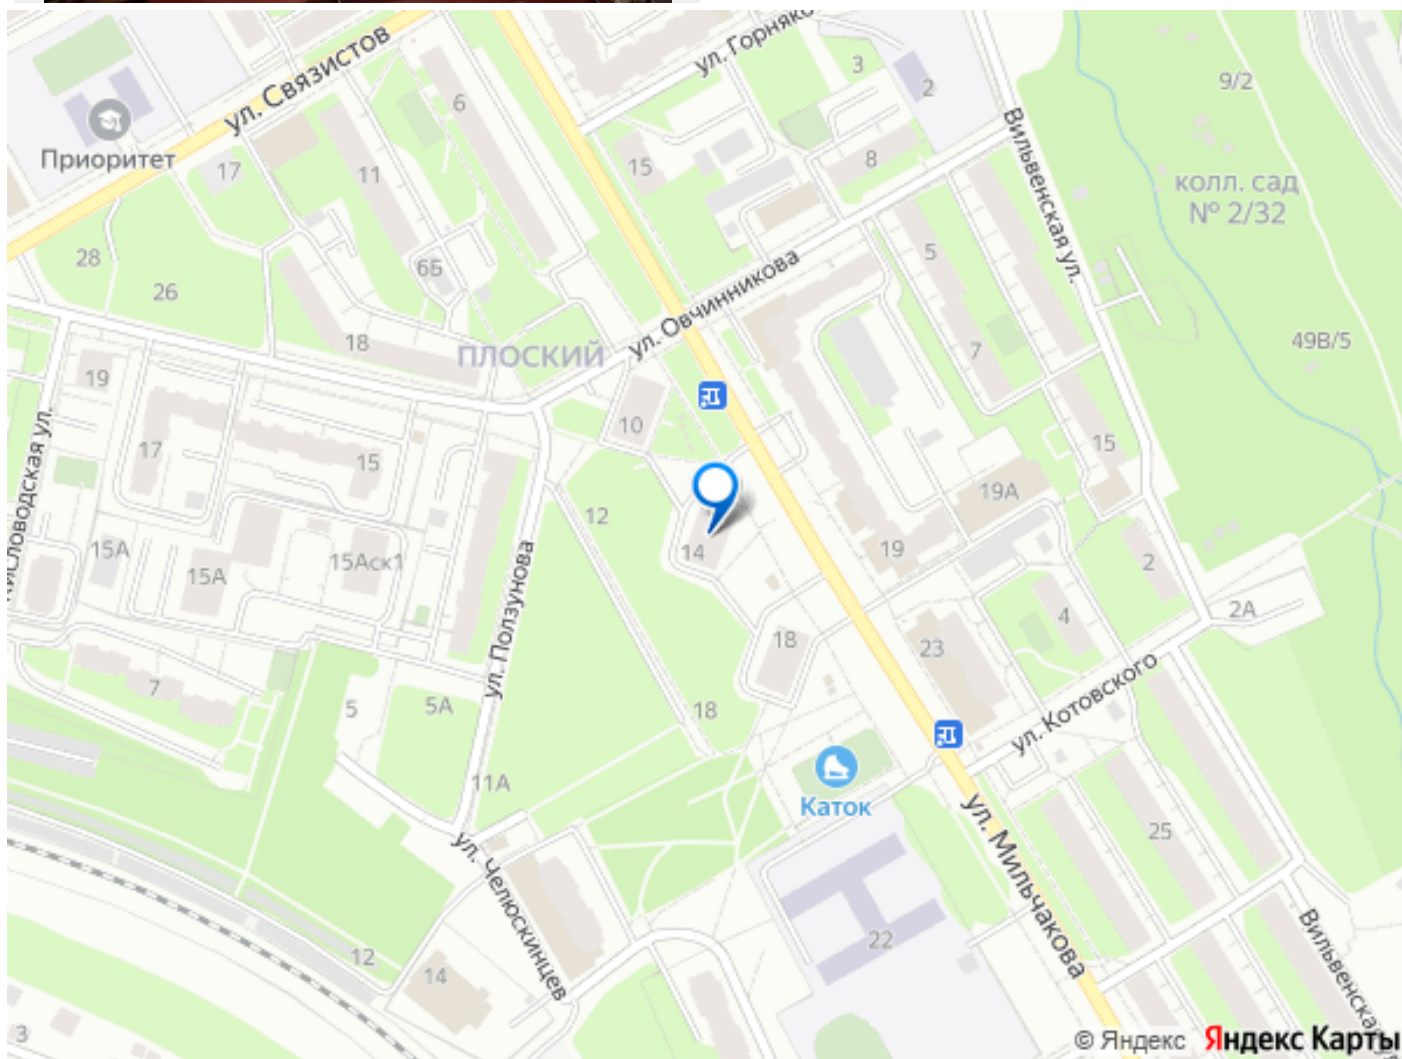 ул. Связистов
6
ул. Горняко
3
2
9/2
Приоритет
17
11
15
8
Вильвенская ул.
колл. сад
№ 2/32
28
6Б
5
26
ул. Овчинникова
18
ПЛОСКИЙ
7
49В/5
19
10
17
15
15
19А
12
15А
15А
15Аск1
14
19
2
Кисловодская ул.
ул. Ползунова
4
2А
18
23
7
5
5А
18
ул. Котовского
11А
Каток
ул. Мильчакова
25
ул. Челюскинцев
22
12
14
Вильвенская
3
© Яндекс Яндекс Карты